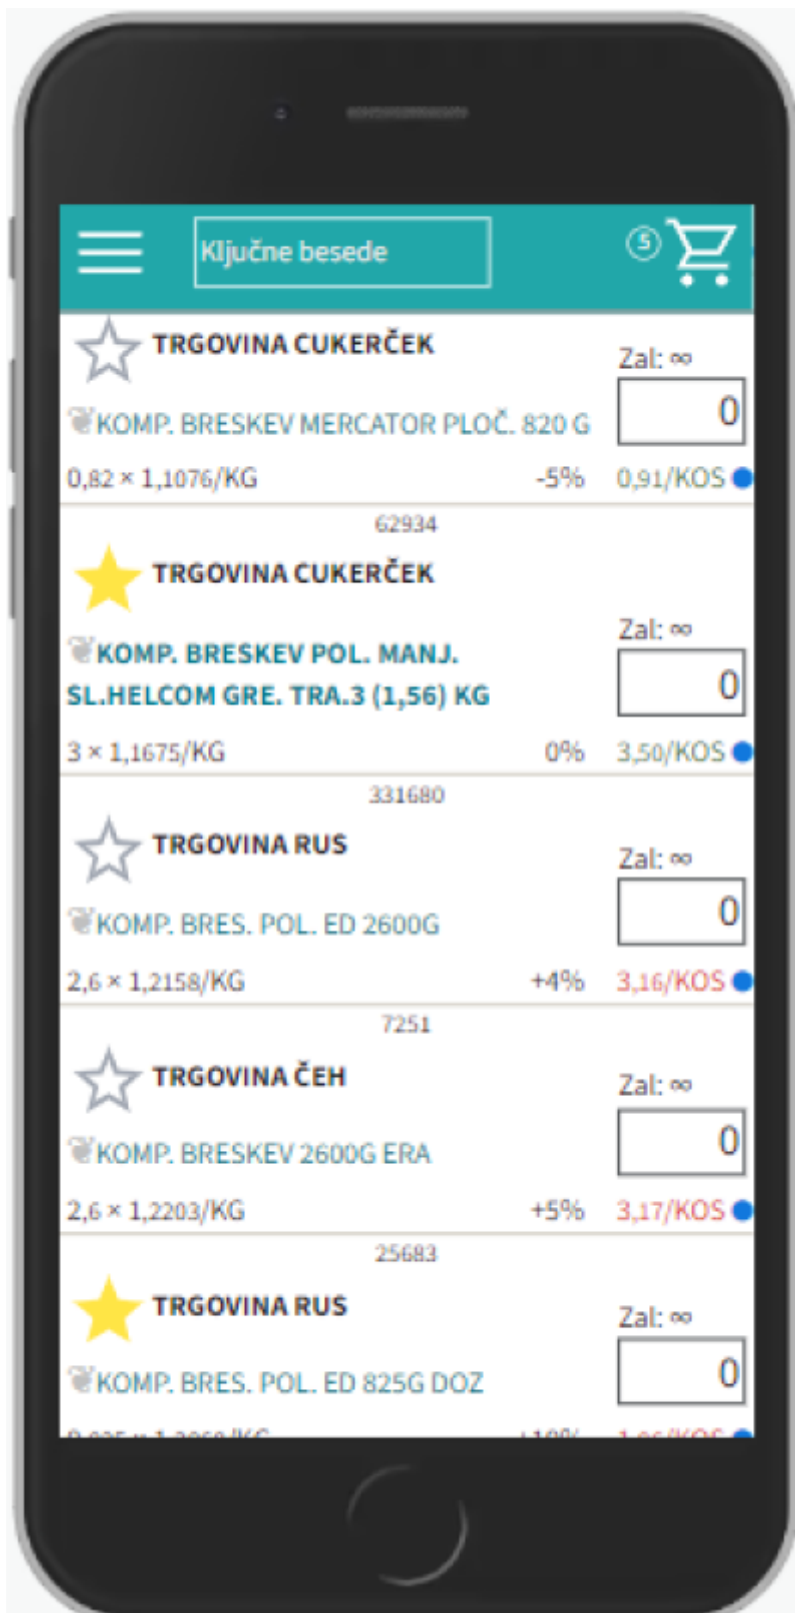 Ključne besede
5
TRGOVINA CUKERČEK
Zal: ∞
KOMP. BRESKEV MERCATOR PLOČ. 820 G
0
0,82 × 1,1076/KG -5% 0,91/KOS
62934
TRGOVINA CUKERČEK
Zal: ∞
KOMP. BRESKEV POL. MANJ.
SL.HELCOM GRE. TRA.3 (1,56) KG
0
3 × 1,1675/KG 0% 3,50/KOS
331680
TRGOVINA RUS
Zal: ∞
KOMP. BRES. POL. ED 2600G
0
2,6 × 1,2158/KG +4% 3,16/KOS
7251
TRGOVINA ČEH
Zal: ∞
KOMP. BRESKEV 2600G ERA
0
2,6 × 1,2203/KG +5% 3,17/KOS
25683
TRGOVINA RUS
Zal: ∞
KOMP. BRES. POL. ED 825G DOZ
0